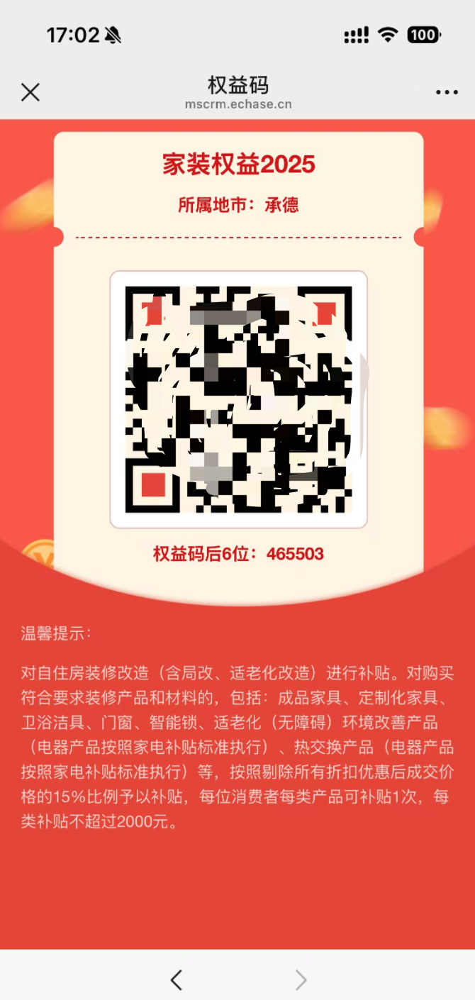 17:02
100
权益码
mscrm.echase.cn
家装权益2025
所属地市：承德
权益码后6位：465503
温馨提示：
对自住房装修改造（含局改、适老化改造）进行补贴。对购买
符合要求装修产品和材料的，包括：成品家具、定制化家具、
卫浴洁具、门窗、智能锁、适老化（无障碍）环境改善产品
（电器产品按照家电补贴标准执行）、热交换产品（电器产品
按照家电补贴标准执行）等，按照剔除所有折扣优惠后成交价
格的15%比例予以补贴，每位消费者每类产品可补贴1次，每
类补贴不超过2000元。